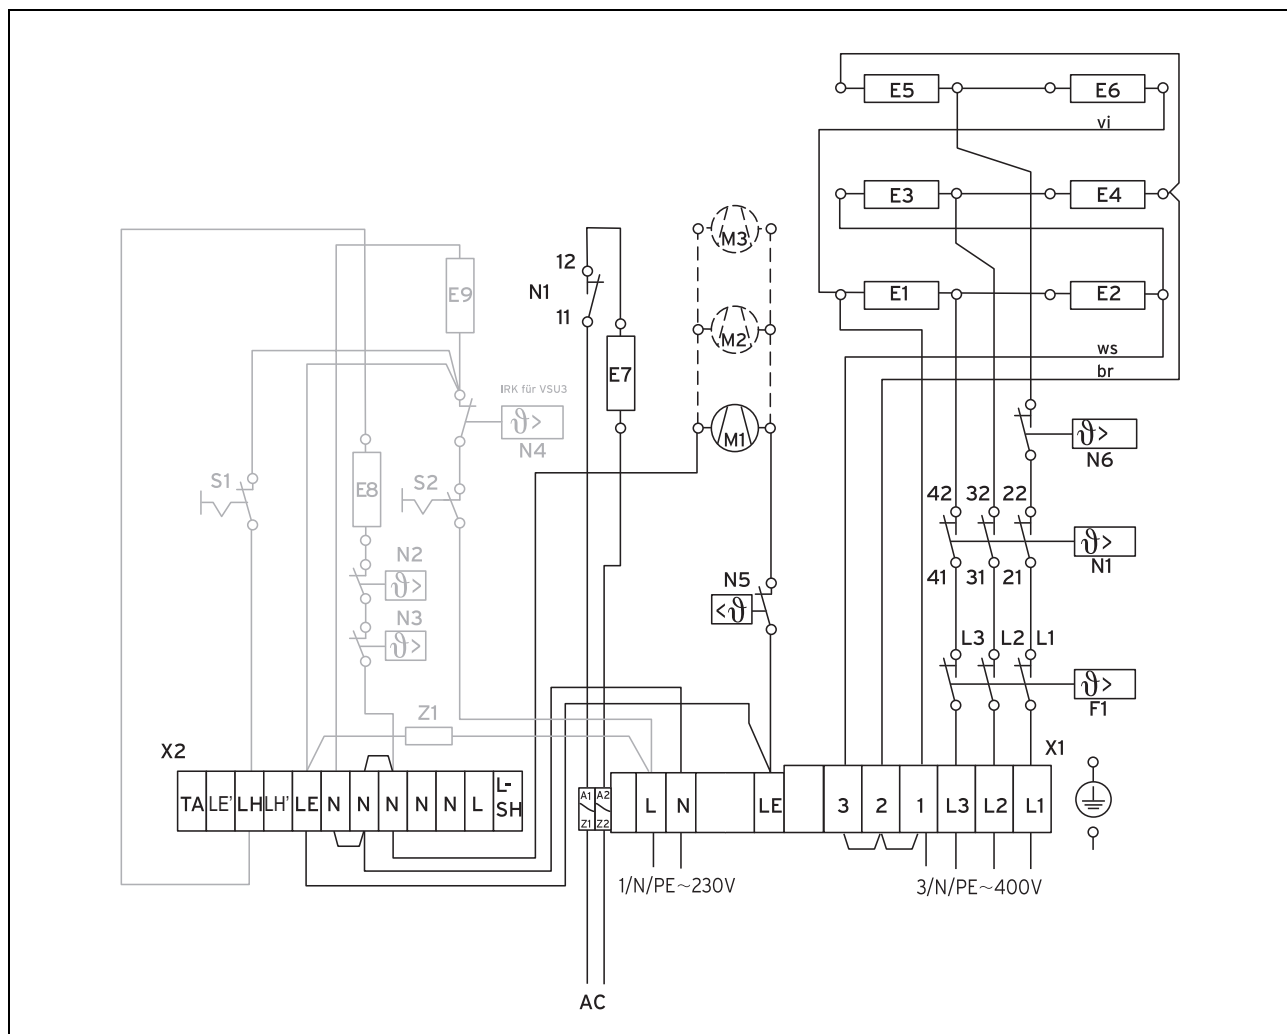 E5 E6
vi
E3 E4
M3
12
N1
E9
E1 E2
11
M2
ws
E7
br
IRK für VSU3
ϑ>
N4
M1
ϑ>
N6
S1
S2
E8
42 32 22
ϑ>
N1
N2
ϑ>
N5
<ϑ
41 31 21
N3
ϑ>
L3 L2 L1
ϑ>
F1
Z1
X2
X1
TA LE' LH LH' LE N N N N N L L-SH
A1 A2
Z1 Z2
L N LE 3 2 1 L3 L2 L1
1/N/PE~230V
3/N/PE~400V
AC